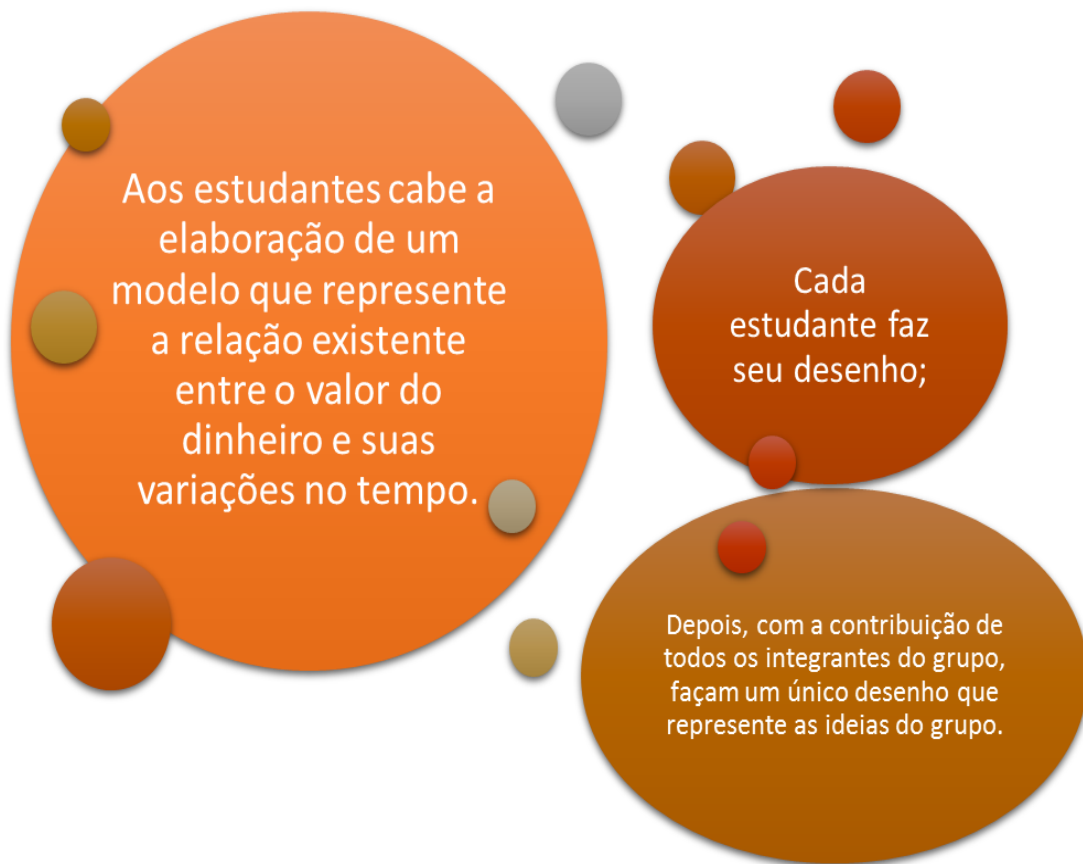 Aos estudantes cabe a
elaboração de um
modelo que represente
a relação existente
entre o valor do
dinheiro e suas
variações no tempo.
Cada
estudante faz
seu desenho;
Depois, com a contribuição de
todos os integrantes do grupo,
façam um único desenho que
represente as ideias do grupo.